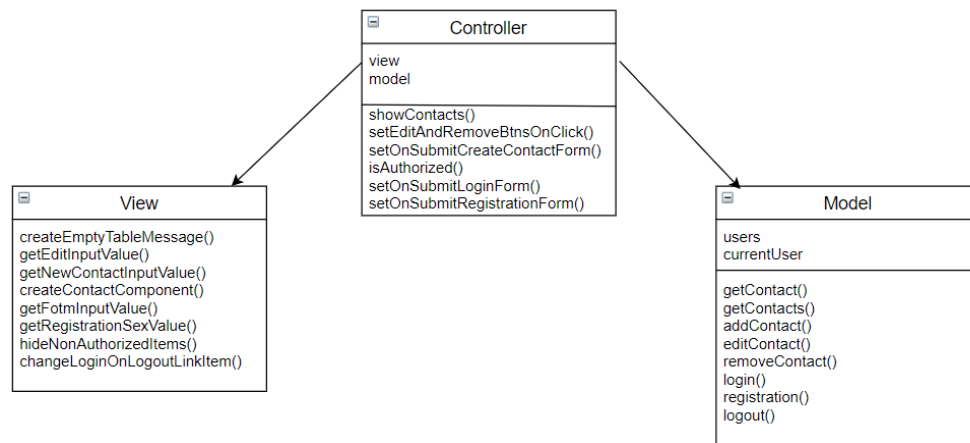 Controller
view
model
showContacts()
setEditAndRemoveBtnsOnClick()
setOnSubmitCreateContactForm()
isAuthorized()
setOnSubmitLoginForm()
setOnSubmitRegistrationForm()
View
createEmptyTableMessage()
getEditInputValue()
getNewContactInputValue()
createContactComponent()
getFotmInputValue()
getRegistrationSexValue()
hideNonAuthorizedItems()
changeLoginOnLogoutLinkItem()
Model
users
currentUser
getContact()
getContacts()
addContact()
editContact()
removeContact()
login()
registration()
logout()